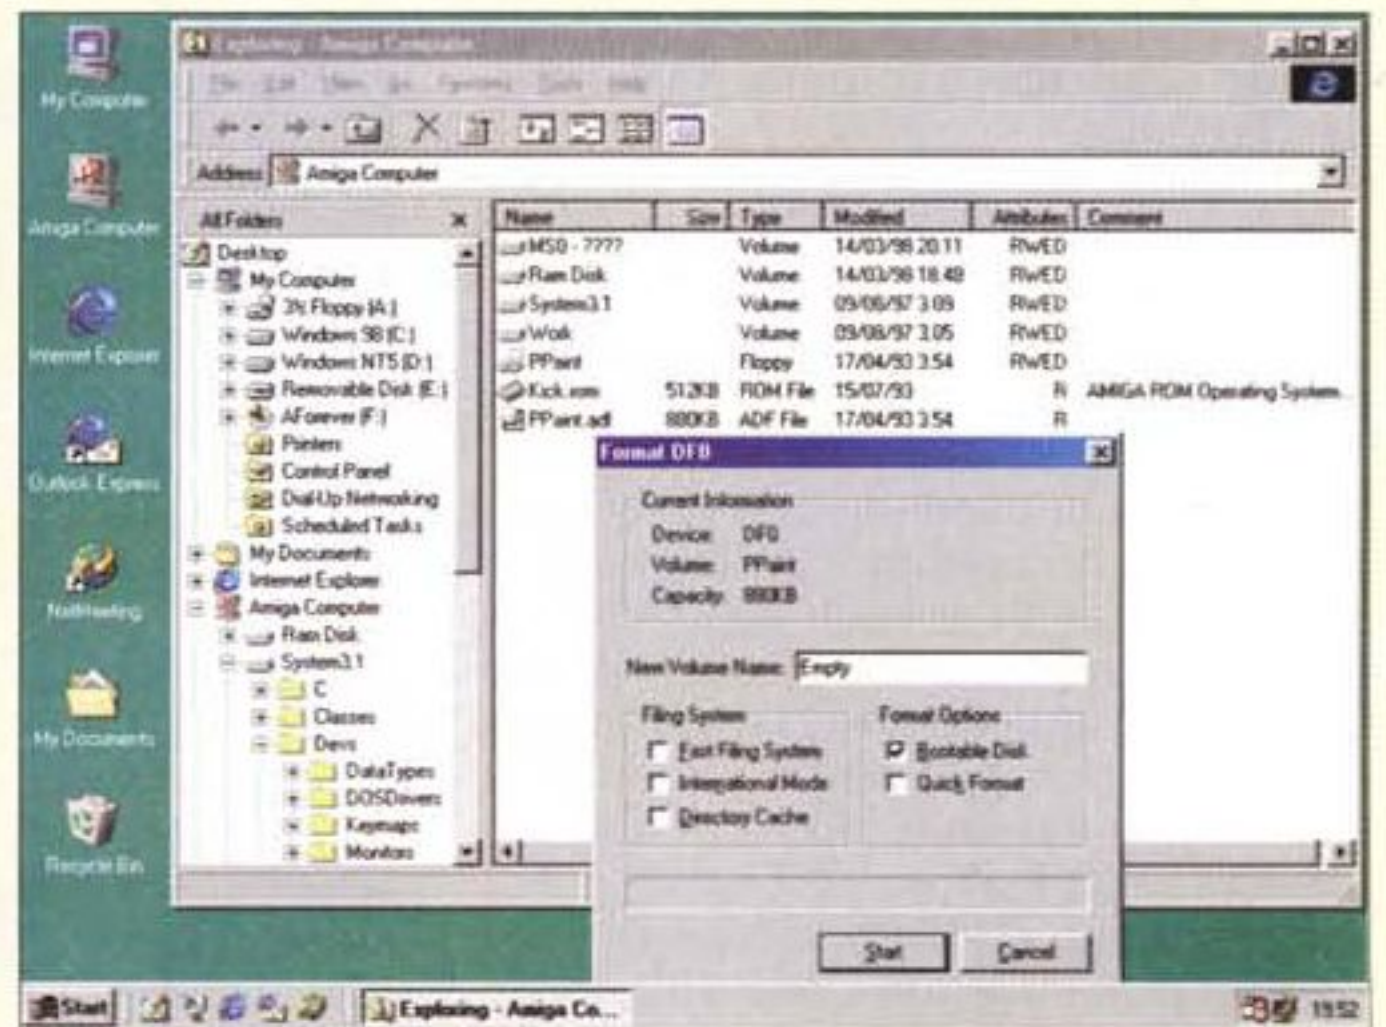 My Computer
Amiga Computer
Internet Explorer
Outlook Express
NetMeeting
My Documents
Recycle Bin
Exploring - Amiga Computer
File Edit View Go Favorites Tools Help
Address Amiga Computer
All Folders
Desktop
My Computer
3½ Floppy (A:)
Windows 98 (C:)
Windows NT5 (D:)
Removable Disk (E:)
AForever (F:)
Printers
Control Panel
Dial-Up Networking
Scheduled Tasks
My Documents
Internet Explorer
Amiga Computer
Ram Disk
System3.1
C
Classes
Devs
DataTypes
DOSDrivers
Keymaps
Monitors
Name Size Type Modified Attributes Comment
MS0 - ???? Volume 14/03/98 20.11 RWED
Ram Disk Volume 14/03/98 18.48 RWED
System3.1 Volume 09/08/97 3.09 RWED
Work Volume 09/08/97 3.05 RWED
PPaint Floppy 17/04/93 3.54 RWED
Kick.rom 512KB ROM File 15/07/93 R AMIGA ROM Operating System...
PPaint.adf 880KB ADF File 17/04/93 3.54 R
Format DF0
Current Information
Device: DF0
Volume: PPaint
Capacity: 880KB
New Volume Name: Empty
Filing System
Fast Filing System
International Mode
Directory Cache
Format Options
Bootable Disk
Quick Format
Start Cancel
Start
Exploring - Amiga Co...
19:52